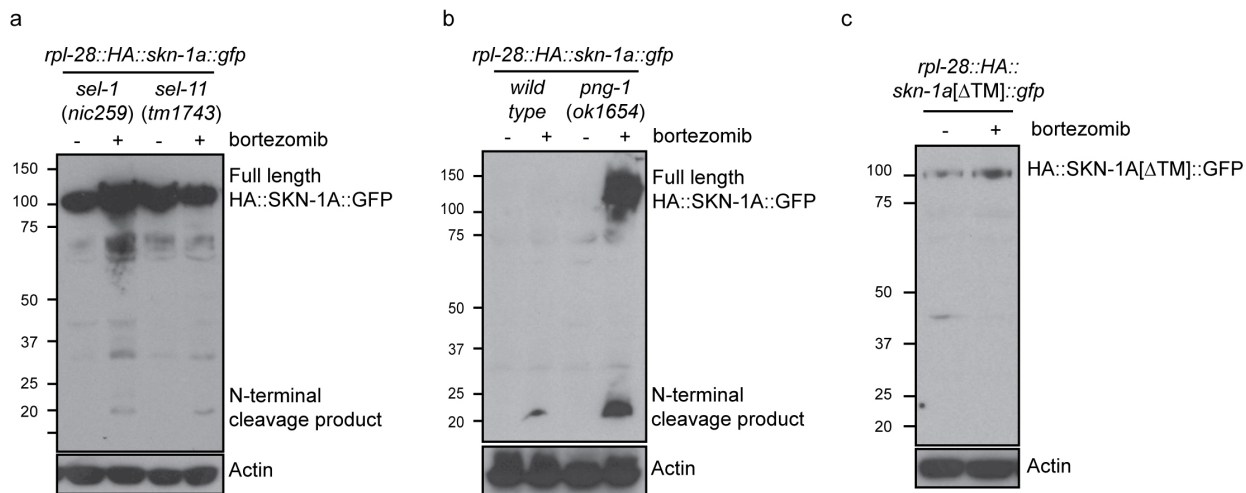 a
rpl-28::HA::skn-1a::gfp
sel-1 sel-11
(nic259) (tm1743)
- + - + bortezomib
150
100
75
50
37
25
20
Full length
HA::SKN-1A::GFP
N-terminal
cleavage product
Actin
b
rpl-28::HA::skn-1a::gfp
wild png-1
type (ok1654)
- + - + bortezomib
150
100
75
50
37
25
20
Full length
HA::SKN-1A::GFP
N-terminal
cleavage product
Actin
c
rpl-28::HA::
skn-1a[ΔTM]::gfp
- + bortezomib
100
75
50
37
25
20
HA::SKN-1A[ΔTM]::GFP
Actin